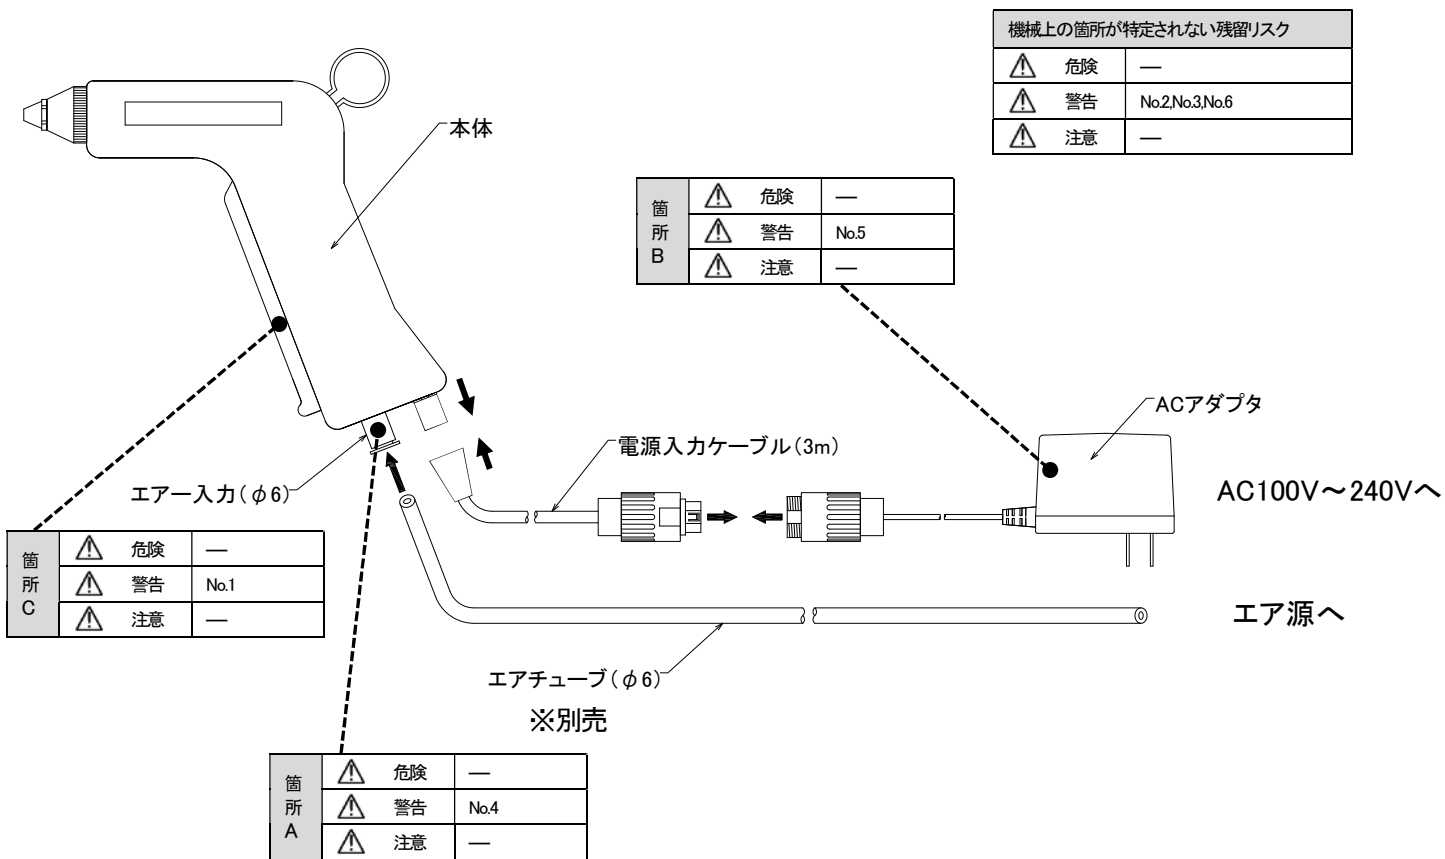 機械上の箇所が特定されない残留リスク
危険 —
警告 No.2,No.3,No.6
注意 —
本体
箇所B
危険 —
警告 No.5
注意 —
ACアダプタ
電源入力ケーブル(3m)
AC100V～240Vへ
エアー入力(φ6)
箇所C
危険 —
警告 No.1
注意 —
エア源へ
エアチューブ(φ6)
※別売
箇所A
危険 —
警告 No.4
注意 —